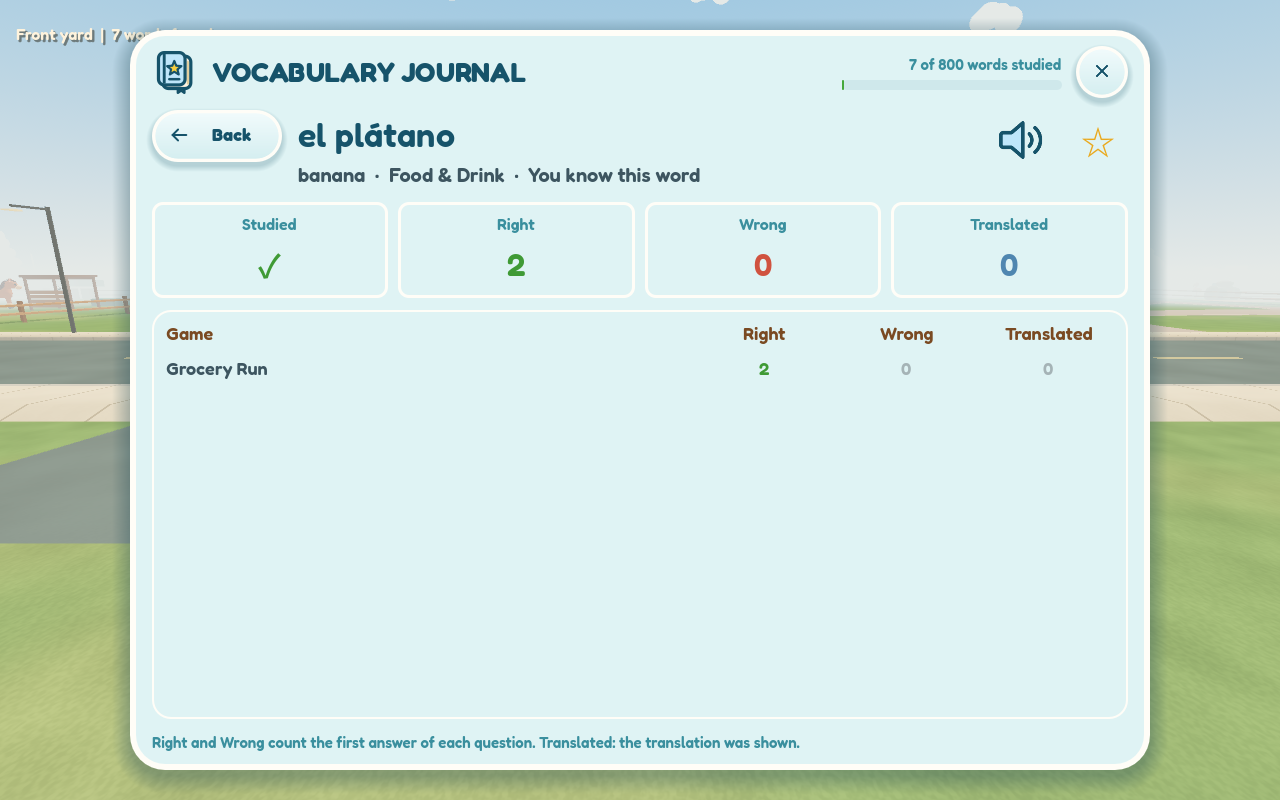 Front yard | 7 wor
VOCABULARY JOURNAL
7 of 800 words studied
Back
el plátano
banana · Food & Drink · You know this word
Studied
Right
Wrong
Translated
✓
2
0
0
Game Right Wrong Translated
Grocery Run 2 0 0
Right and Wrong count the first answer of each question. Translated: the translation was shown.